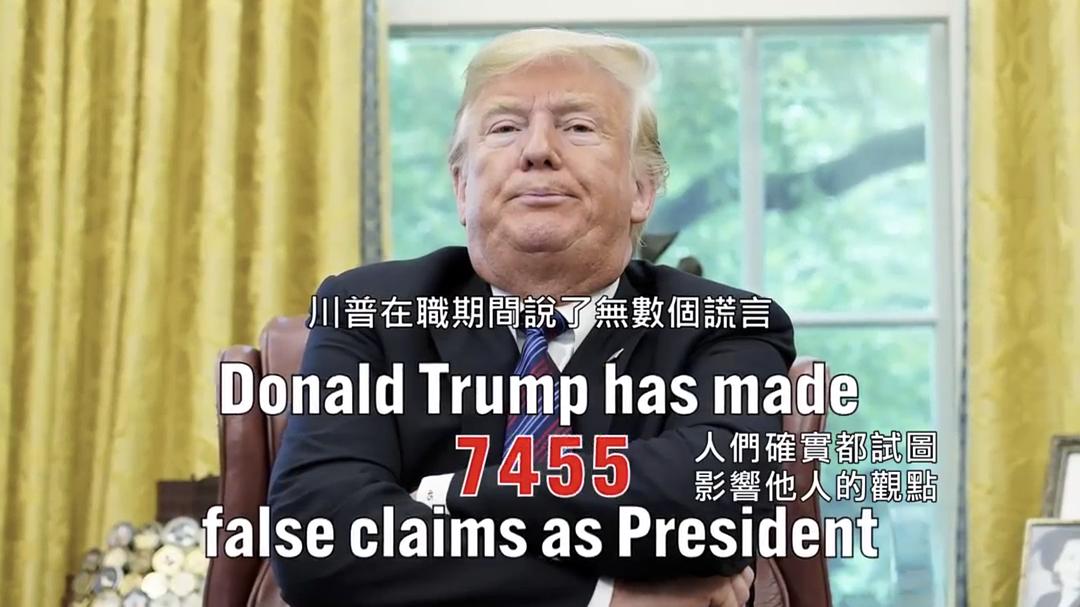 川普在職期間說了無數個謊言
Donald Trump has made
7455
人們確實都試圖
影響他人的觀點
false claims as President